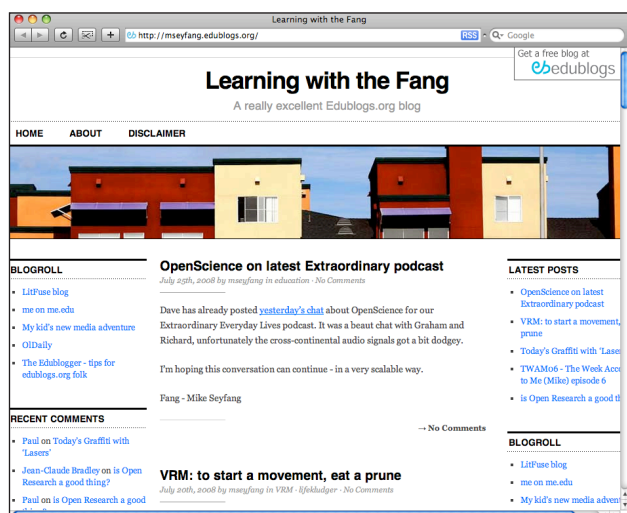 Learning with the Fang
http://mseyfang.edublogs.org/
RSS
Google
Get a free blog at
edublogs
Learning with the Fang
A really excellent Edublogs.org blog
HOME
ABOUT
DISCLAIMER
BLOGROLL
LitFuse blog
me on me.edu
My kid's new media adventure
OlDaily
The Edublogger - tips for
edublogs.org folk
RECENT COMMENTS
Paul on Today's Graffiti with
'Lasers'
Jean-Claude Bradley on is Open
Research a good thing?
Paul on is Open Research a good
OpenScience on latest Extraordinary podcast
July 25th, 2008 by mseyfang in education · No Comments
Dave has already posted yesterday's chat about OpenScience for our
Extraordinary Everyday Lives podcast. It was a beaut chat with Graham and
Richard, unfortunately the cross-continental audio signals got a bit dodgey.
I'm hoping this conversation can continue - in a very scalable way.
Fang - Mike Seyfang
→ No Comments
VRM: to start a movement, eat a prune
July 20th, 2008 by mseyfang in VRM · lifekludger · No Comments
LATEST POSTS
OpenScience on latest
Extraordinary podcast
VRM: to start a movement,
prune
Today's Graffiti with 'Laser
TWAM06 - The Week Acc
to Me (Mike) episode 6
is Open Research a good th
BLOGROLL
LitFuse blog
me on me.edu
My kid's new media advent